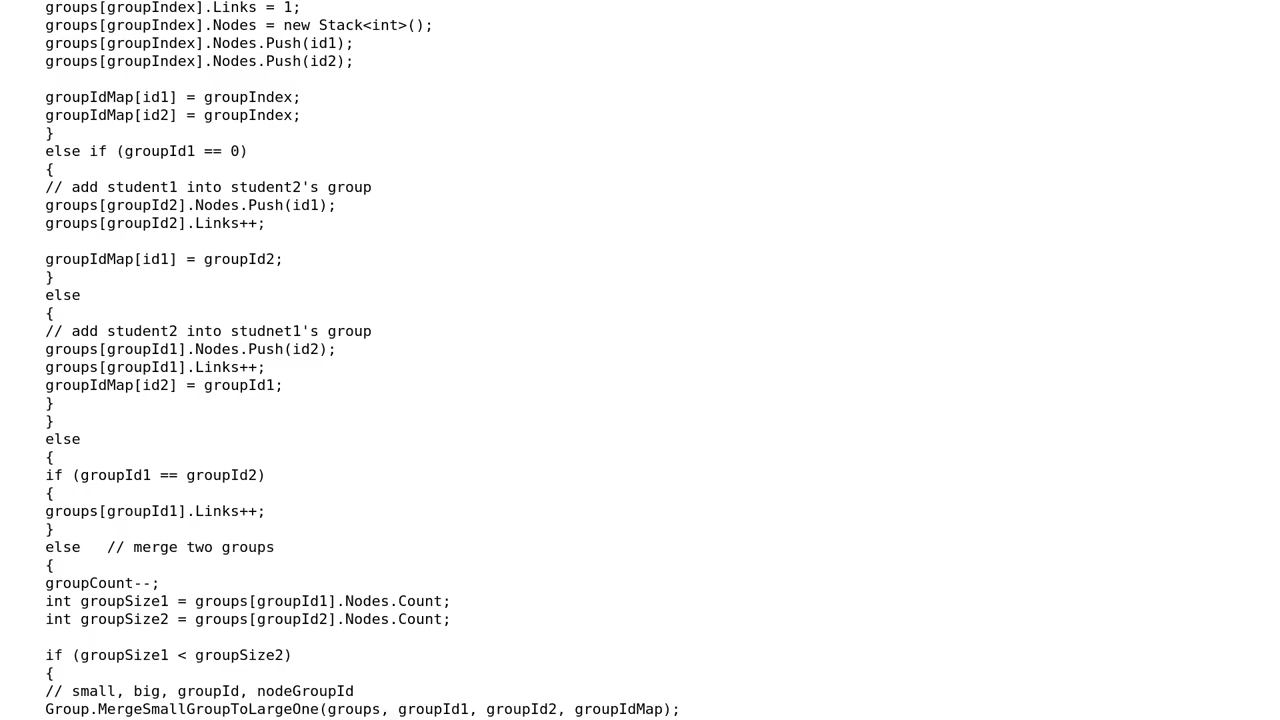 groups[groupIndex].Links = 1;
groups[groupIndex].Nodes = new Stack<int>();
groups[groupIndex].Nodes.Push(id1);
groups[groupIndex].Nodes.Push(id2);
groupIdMap[id1] = groupIndex;
groupIdMap[id2] = groupIndex;
}
else if (groupId1 == 0)
{
// add student1 into student2's group
groups[groupId2].Nodes.Push(id1);
groups[groupId2].Links++;
groupIdMap[id1] = groupId2;
}
else
{
// add student2 into studnet1's group
groups[groupId1].Nodes.Push(id2);
groups[groupId1].Links++;
groupIdMap[id2] = groupId1;
}
}
else
{
if (groupId1 == groupId2)
{
groups[groupId1].Links++;
}
else   // merge two groups
{
groupCount--;
int groupSize1 = groups[groupId1].Nodes.Count;
int groupSize2 = groups[groupId2].Nodes.Count;
if (groupSize1 < groupSize2)
{
// small, big, groupId, nodeGroupId
Group.MergeSmallGroupToLargeOne(groups, groupId1, groupId2, groupIdMap);